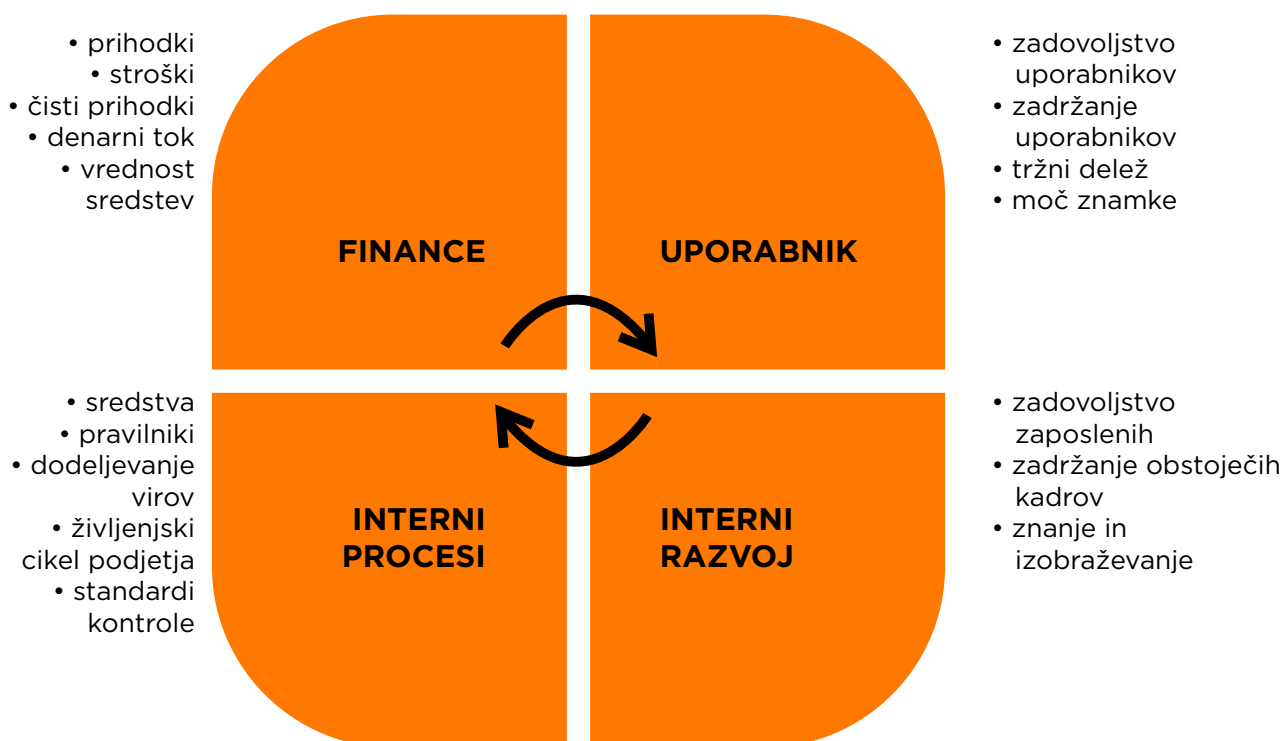 • prihodki
• stroški
• čisti prihodki
• denarni tok
• vrednost
sredstev
FINANCE
UPORABNIK
• zadovoljstvo
uporabnikov
• zadržanje
uporabnikov
• tržni delež
• moč znamke
• sredstva
• pravilniki
• dodeljevanje
virov
• življenjski
cikel podjetja
• standardi
kontrole
INTERNI
PROCESI
INTERNI
RAZVOJ
• zadovoljstvo
zaposlenih
• zadržanje obstoječih
kadrov
• znanje in
izobraževanje